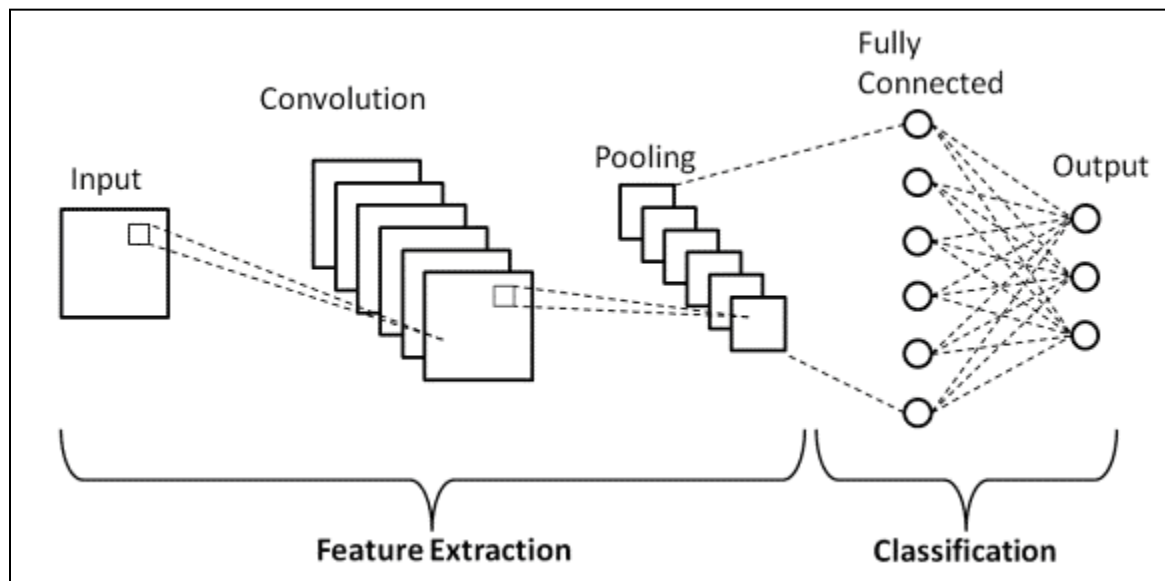 Fully
Connected
Convolution
Pooling
Input
Output
Feature Extraction
Classification